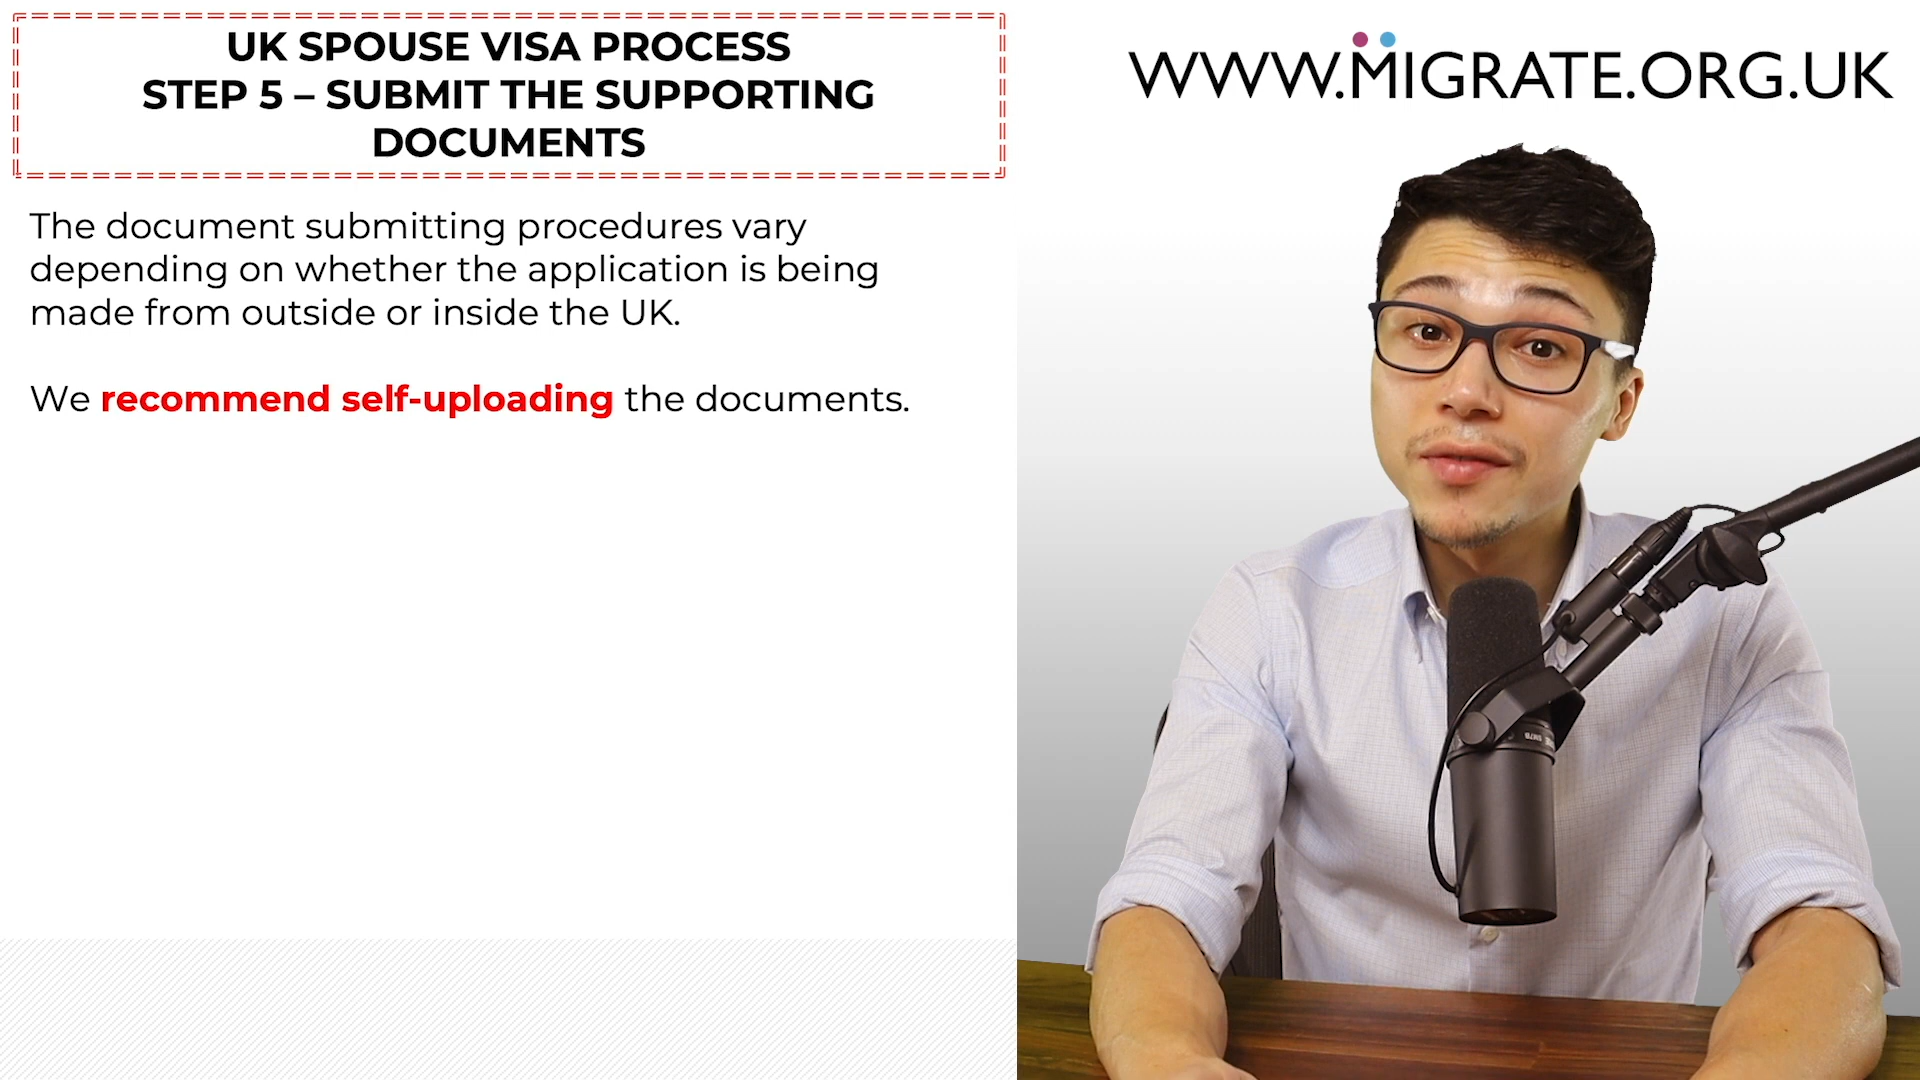 UK SPOUSE VISA PROCESS
STEP 5 – SUBMIT THE SUPPORTING
DOCUMENTS
WWW.MIGRATE.ORG.UK
The document submitting procedures vary
depending on whether the application is being
made from outside or inside the UK.
We recommend self-uploading the documents.
SM7B